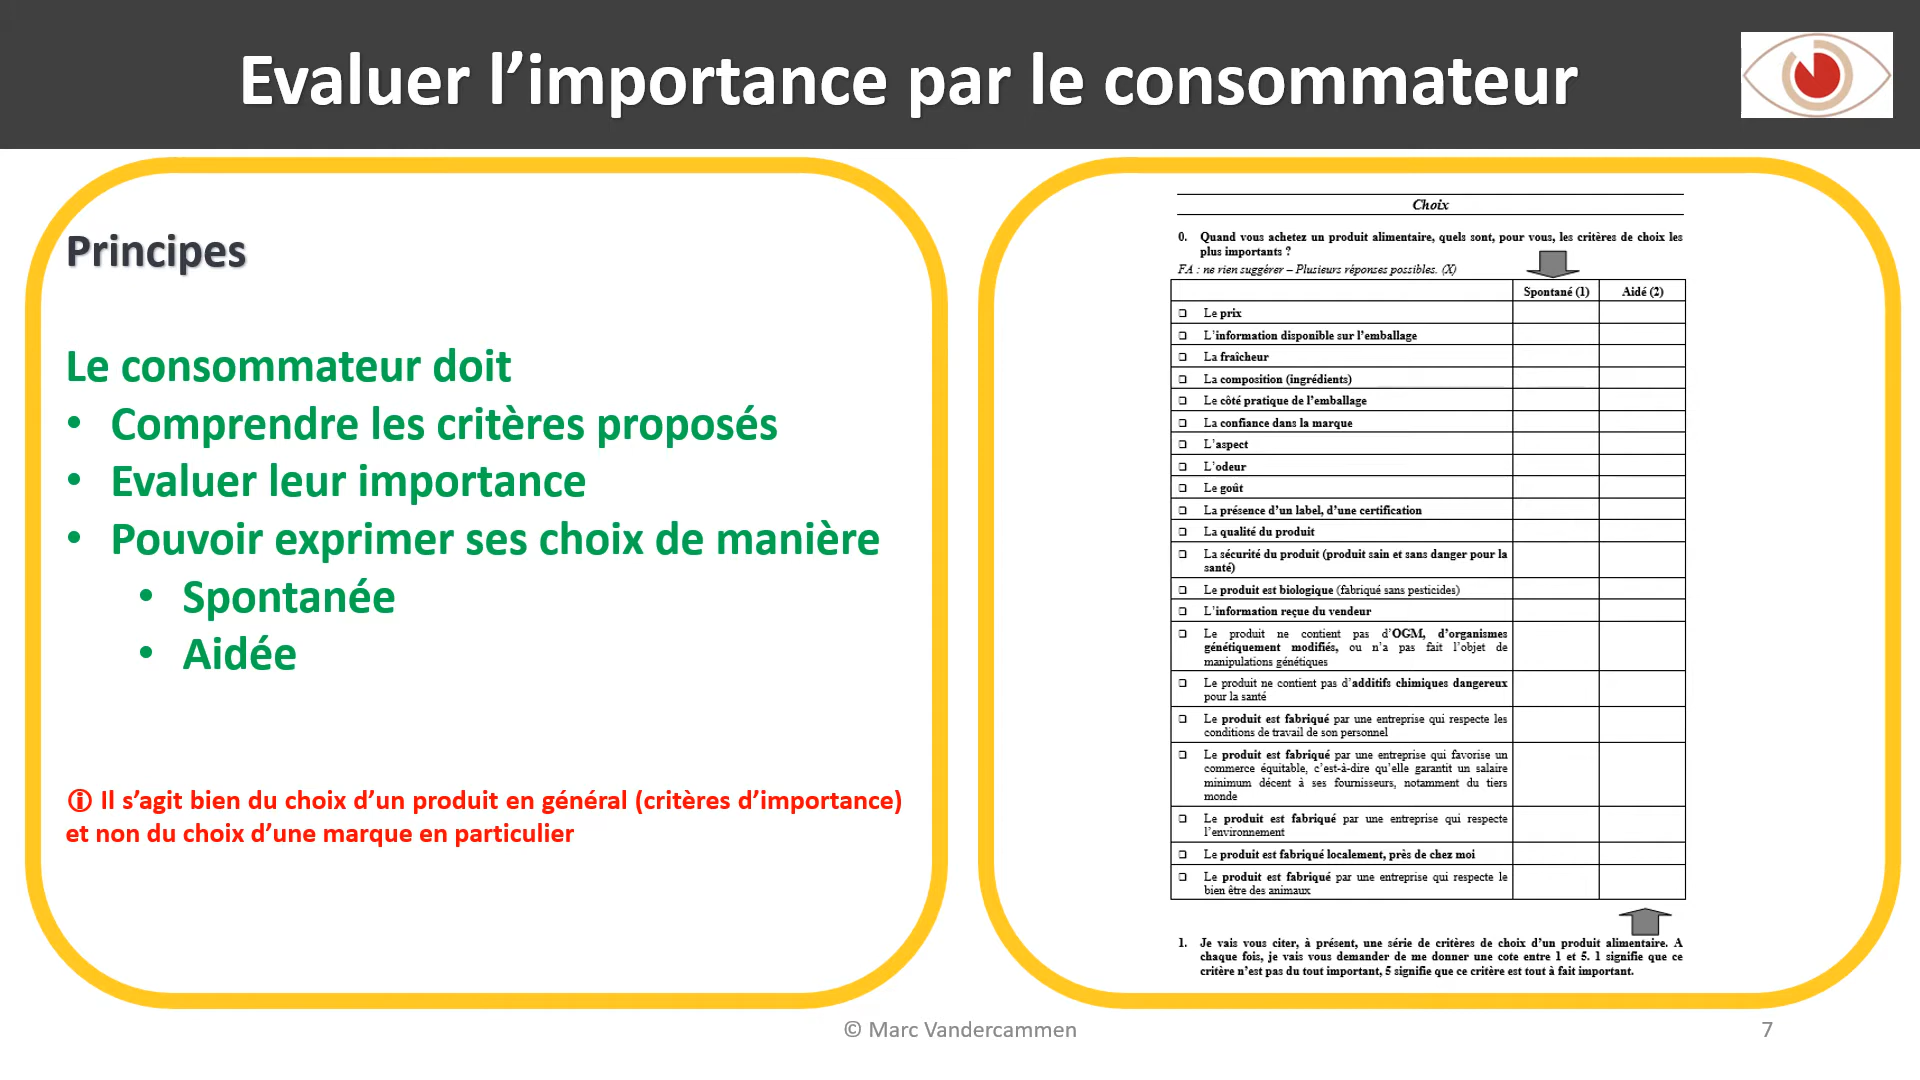 Evaluer l’importance par le consommateur
Principes
Le consommateur doit
• Comprendre les critères proposés
• Evaluer leur importance
• Pouvoir exprimer ses choix de manière
• Spontanée
• Aidée
🛈 Il s’agit bien du choix d’un produit en général (critères d’importance)
et non du choix d’une marque en particulier
Choix
0. Quand vous achetez un produit alimentaire, quels sont, pour vous, les critères de choix les
plus importants ?
FA : ne rien suggérer – Plusieurs réponses possibles. (X)
Spontané (1) Aidé (2)
❑ Le prix
❑ L’information disponible sur l’emballage
❑ La fraîcheur
❑ La composition (ingrédients)
❑ Le côté pratique de l’emballage
❑ La confiance dans la marque
❑ L’aspect
❑ L’odeur
❑ Le goût
❑ La présence d’un label, d’une certification
❑ La qualité du produit
❑ La sécurité du produit (produit sain et sans danger pour la
santé)
❑ Le produit est biologique (fabriqué sans pesticides)
❑ L’information reçue du vendeur
❑ Le produit ne contient pas d’OGM, d’organismes
génétiquement modifiés, ou n’a pas fait l’objet de
manipulations génétiques
❑ Le produit ne contient pas d’additifs chimiques dangereux
pour la santé
❑ Le produit est fabriqué par une entreprise qui respecte les
conditions de travail de son personnel
❑ Le produit est fabriqué par une entreprise qui favorise un
commerce équitable, c’est-à-dire qu’elle garantit un salaire
minimum décent à ses fournisseurs, notamment du tiers
monde
❑ Le produit est fabriqué par une entreprise qui respecte
l’environnement
❑ Le produit est fabriqué localement, près de chez moi
❑ Le produit est fabriqué par une entreprise qui respecte le
bien être des animaux
1. Je vais vous citer, à présent, une série de critères de choix d’un produit alimentaire. A
chaque fois, je vais vous demander de me donner une cote entre 1 et 5. 1 signifie que ce
critère n’est pas du tout important, 5 signifie que ce critère est tout à fait important.
© Marc Vandercammen
7